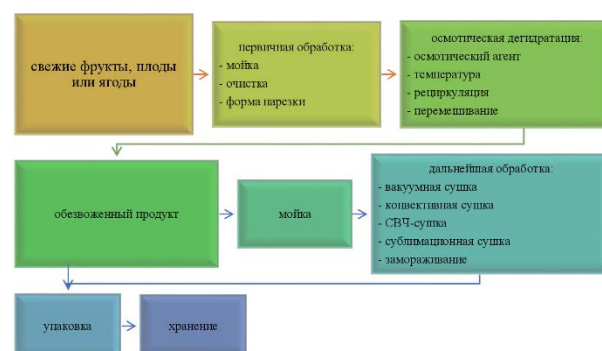 свежие фрукты, плоды
или ягоды
первичная обработка:
- мойка
- очистка
- форма нарезки
осмотическая дегидратация:
- осмотический агент
- температура
- рециркуляция
- перемешивание
обезвоженный продукт
мойка
дальнейшая обработка:
- вакуумная сушка
- конвективная сушка
- СВЧ-сушка
- сублимационная сушка
- замораживание
упаковка
хранение